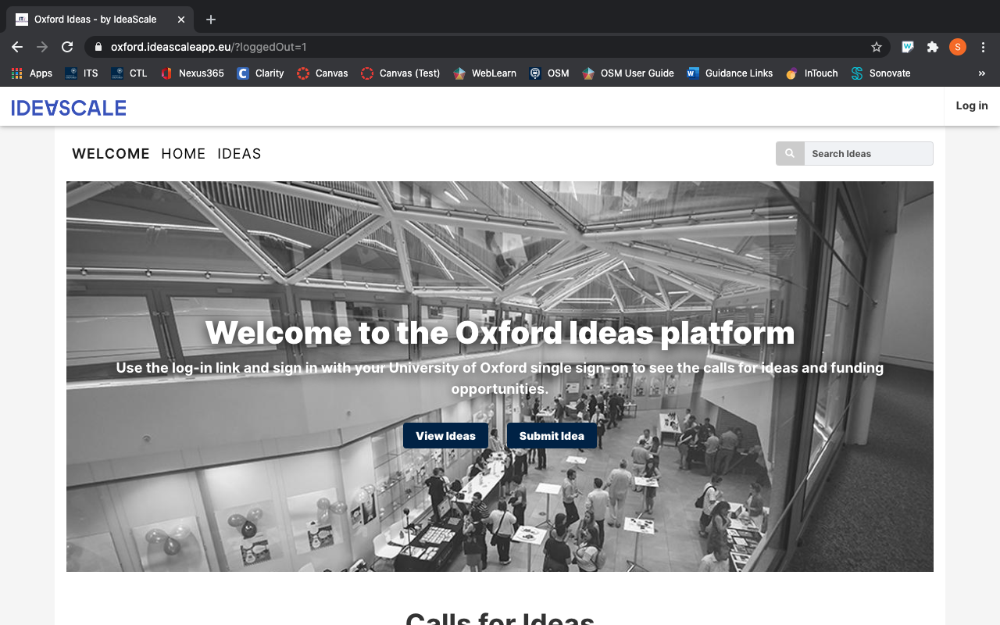 Oxford Ideas - by IdeaScale
oxford.ideascaleapp.eu/?loggedOut=1
S
Apps ITS CTL Nexus365 Clarity Canvas Canvas (Test) WebLearn OSM OSM User Guide Guidance Links InTouch Sonovate »
IDEASCALE
Log in
WELCOME HOME IDEAS
Search Ideas
Welcome to the Oxford Ideas platform
Use the log-in link and sign in with your University of Oxford single sign-on to see the calls for ideas and funding
opportunities.
View Ideas Submit Idea
Calls for Ideas